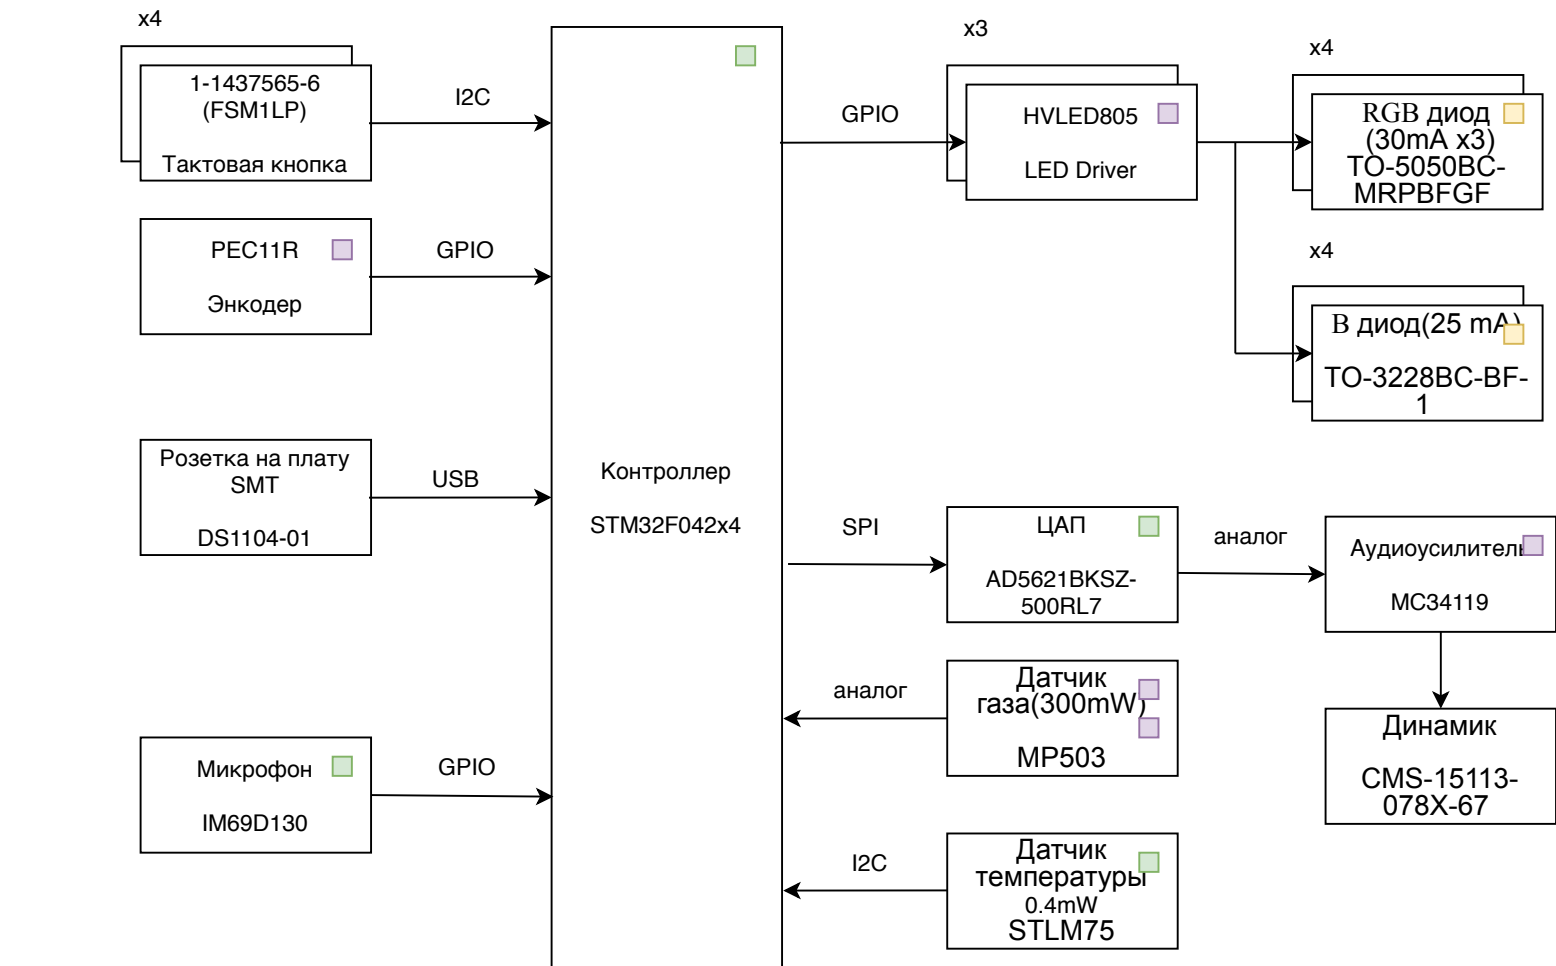 x4
1-1437565-6
(FSM1LP)
Тактовая кнопка
I2C
PEC11R
Энкодер
GPIO
Розетка на плату
SMT
DS1104-01
USB
Микрофон
IM69D130
GPIO
Контроллер
STM32F042x4
GPIO
x3
HVLED805
LED Driver
x4
RGB диод
(30mA x3)
TO-5050BC-
MRPBFGF
x4
B диод(25 mA)
TO-3228BC-BF-
1
SPI
ЦАП
AD5621BKSZ-
500RL7
аналог
Аудиоусилитель
MC34119
Динамик
CMS-15113-
078X-67
аналог
Датчик
газа(300mW)
MP503
I2C
Датчик
температуры
0.4mW
STLM75